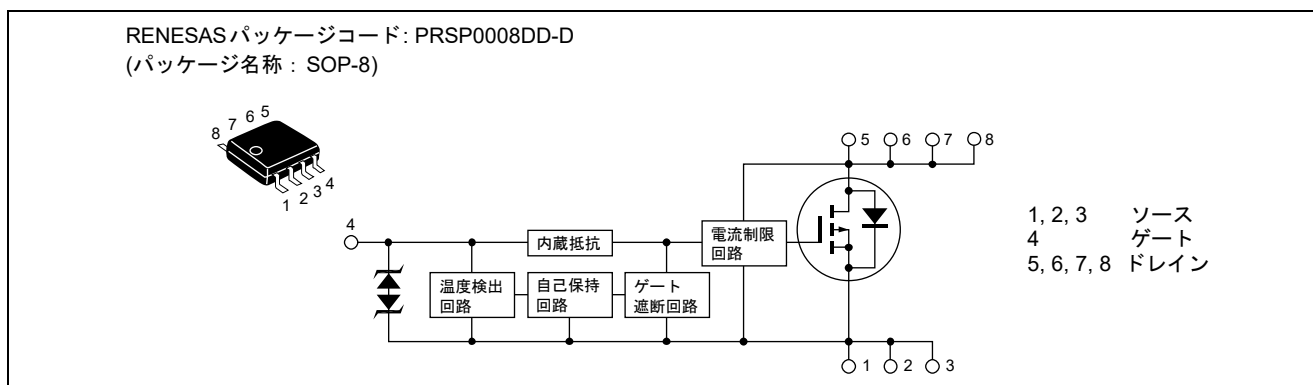 RENESASパッケージコード: PRSP0008DD-D
(パッケージ名称 : SOP-8)
8 7 6 5
1 2 3 4
5 6 7 8
4
内蔵抵抗
電流制限
回路
温度検出
回路
自己保持
回路
ゲート
遮断回路
1 2 3
1, 2, 3 ソース
4 ゲート
5, 6, 7, 8 ドレイン